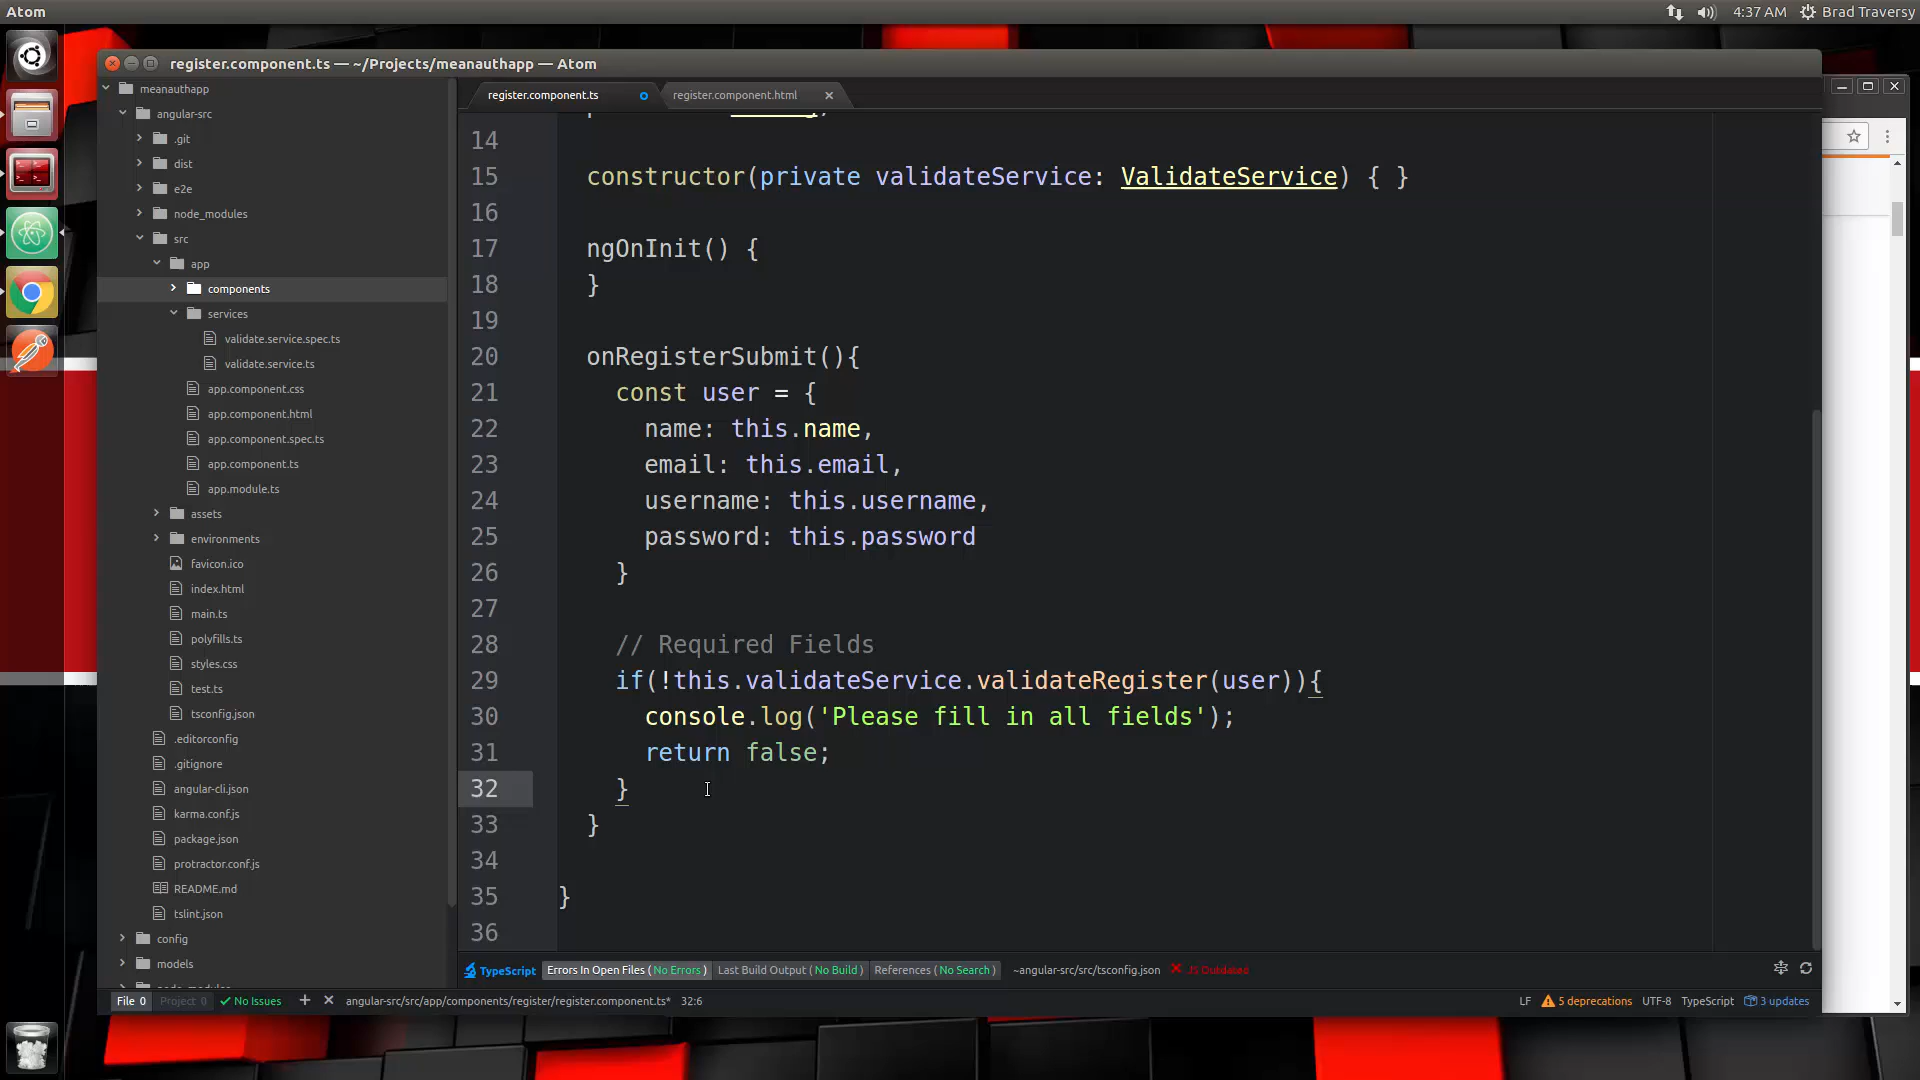 Atom
4:37 AM
Brad Traversy
register.component.ts — ~/Projects/meanauthapp — Atom
meanauthapp
angular-src
.git
dist
e2e
node_modules
src
app
components
services
validate.service.spec.ts
validate.service.ts
app.component.css
app.component.html
app.component.spec.ts
app.component.ts
app.module.ts
assets
environments
favicon.ico
index.html
main.ts
polyfills.ts
styles.css
test.ts
tsconfig.json
.editorconfig
.gitignore
angular-cli.json
karma.conf.js
package.json
protractor.conf.js
README.md
tslint.json
config
models
register.component.ts
register.component.html
14
15 constructor(private validateService: ValidateService) { }
16
17 ngOnInit() {
18 }
19
20 onRegisterSubmit(){
21 const user = {
22 name: this.name,
23 email: this.email,
24 username: this.username,
25 password: this.password
26 }
27
28 // Required Fields
29 if(!this.validateService.validateRegister(user)){
30 console.log('Please fill in all fields');
31 return false;
32 }
33 }
34
35 }
36
TypeScript Errors In Open Files ( No Errors ) Last Build Output ( No Build ) References ( No Search ) ~angular-src/src/tsconfig.json JS Outdated
File 0 Project 0 No Issues + angular-src/src/app/components/register/register.component.ts* 32:6 LF 5 deprecations UTF-8 TypeScript 3 updates